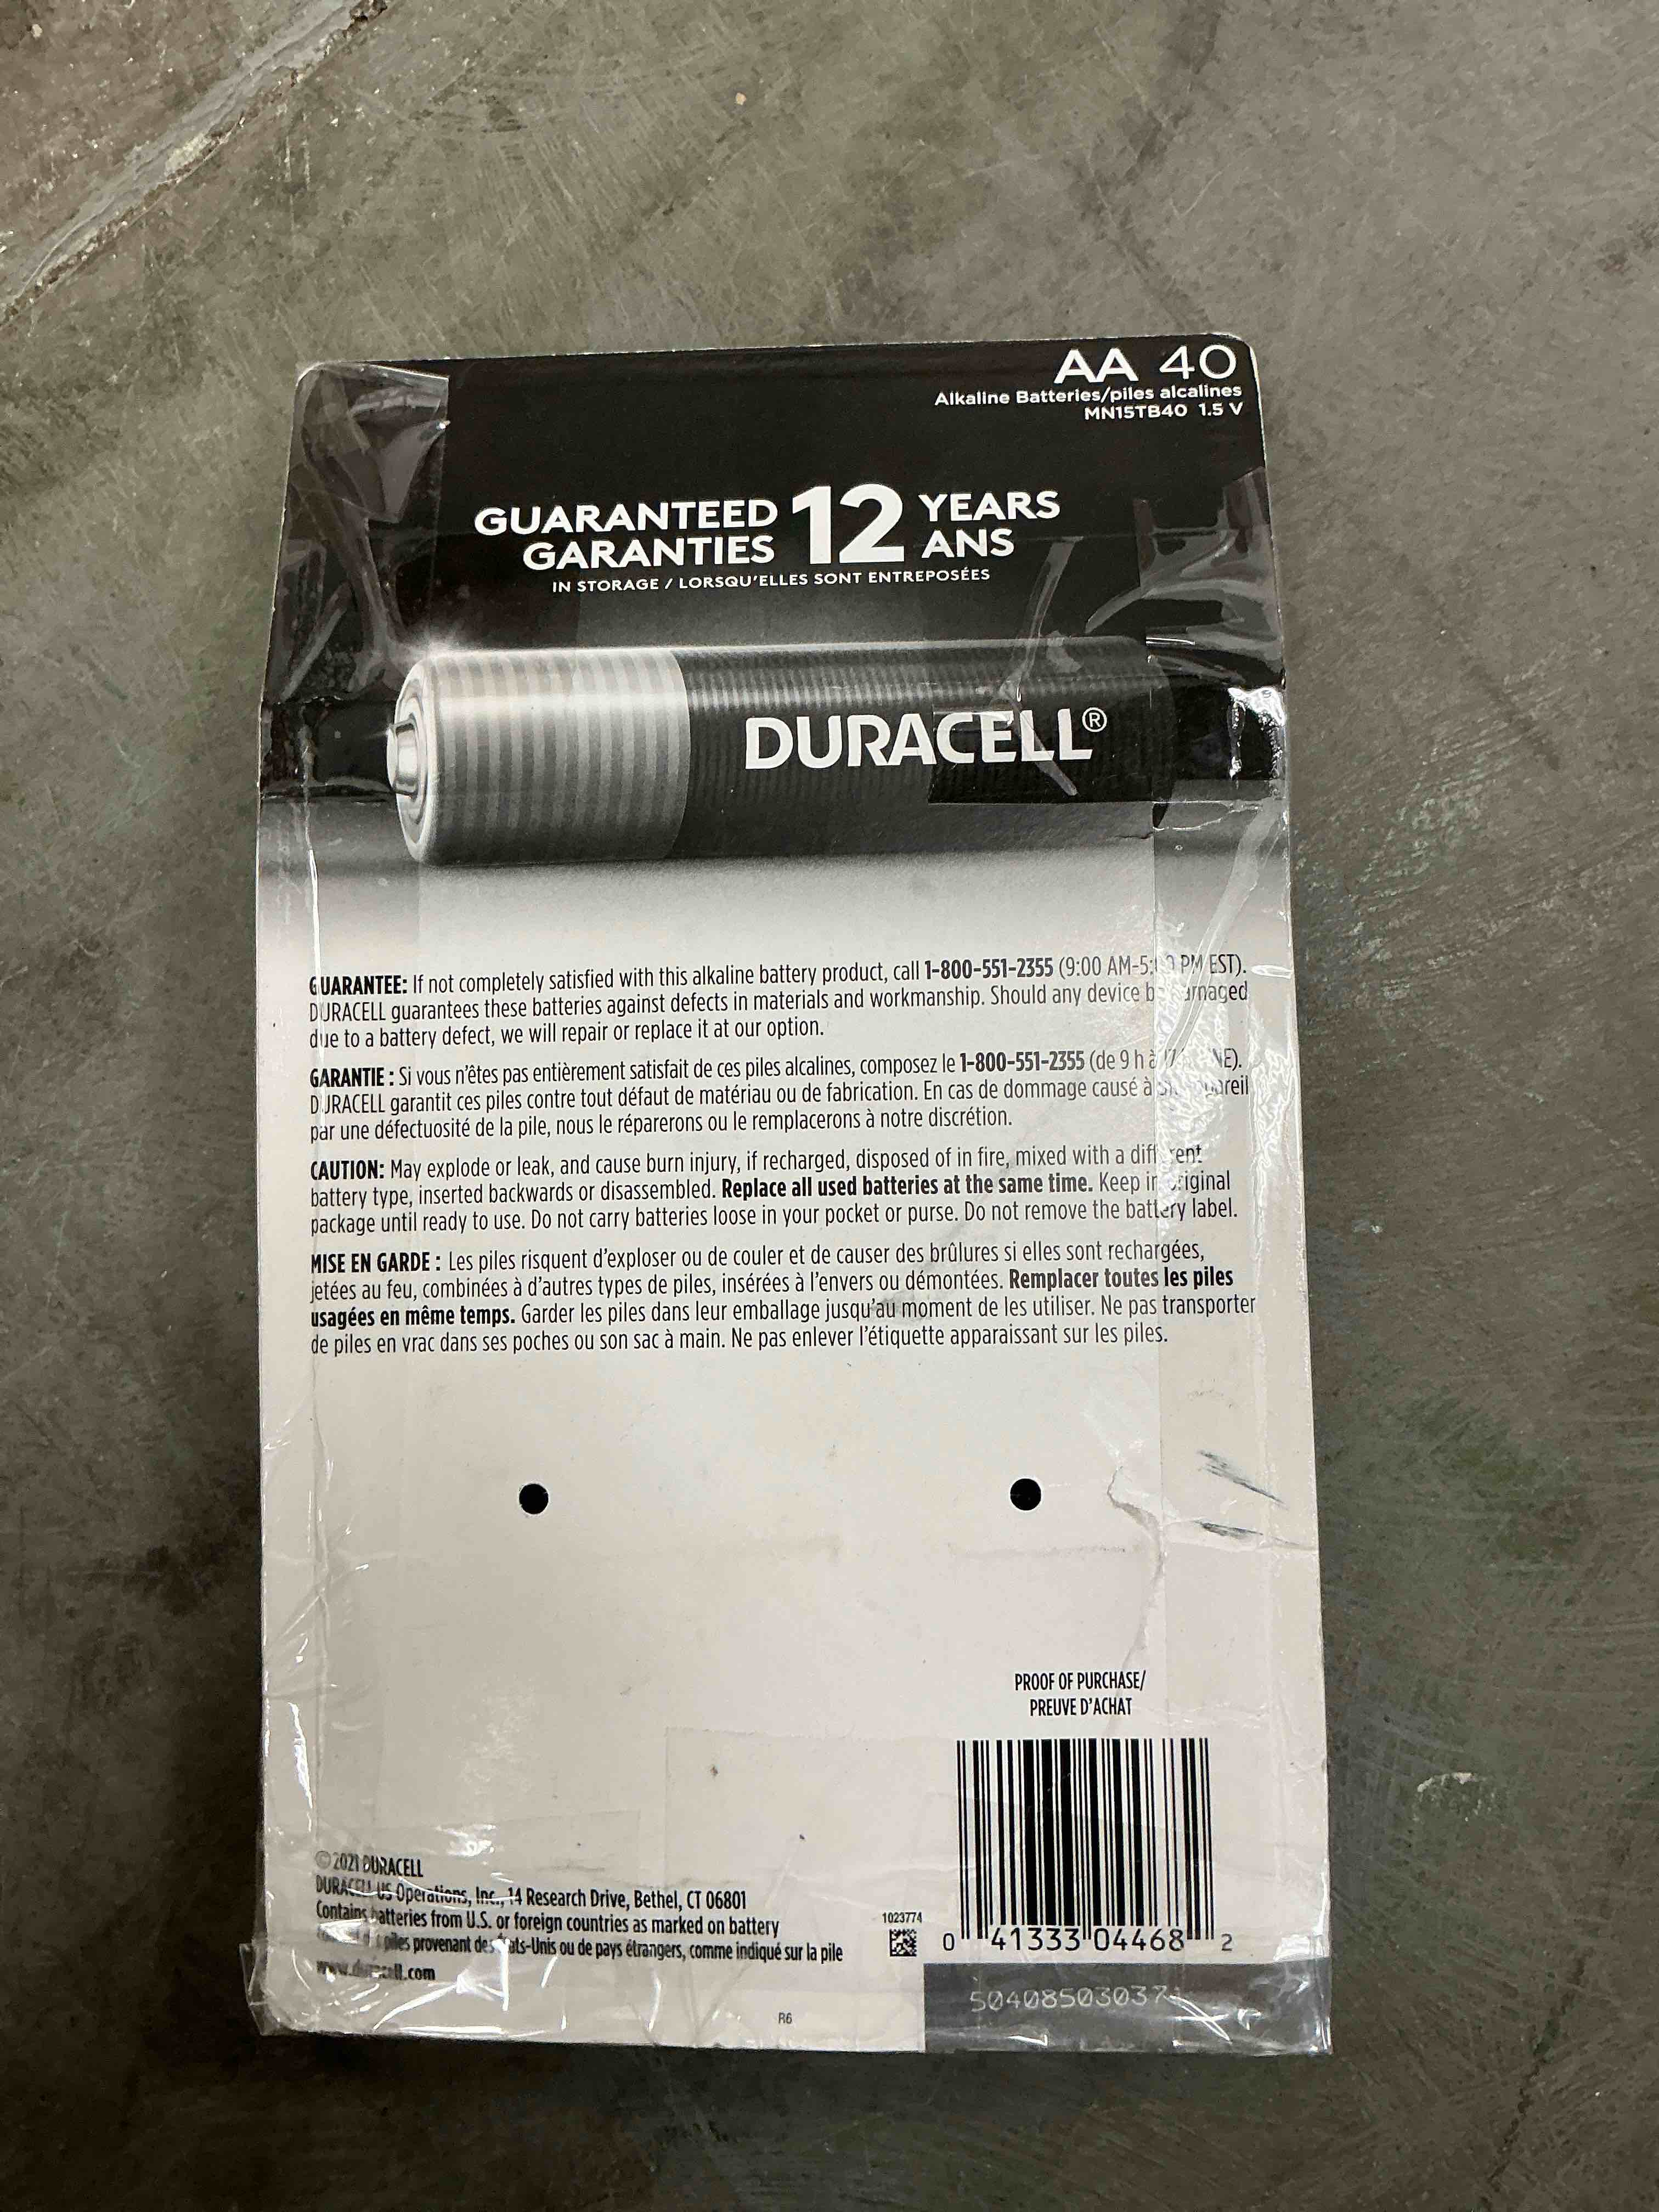 AA 40
Alkaline Batteries/piles alcalines
MN15TB40 1.5 V
GUARANTEED 12 YEARS
GARANTIES ANS
IN STORAGE / LORSQU'ELLES SONT ENTREPOSÉES
DURACELL®
GUARANTEE: If not completely satisfied with this alkaline battery product, call 1-800-551-2355 (9:00 AM-5: PM EST).
DURACELL guarantees these batteries against defects in materials and workmanship. Should any device
due to a battery defect, we will repair or replace it at our option.
GARANTIE : Si vous n'êtes pas entièrement satisfait de ces piles alcalines, composez le 1-800-551-2355 (de 9 h à
DURACELL garantit ces piles contre tout défaut de matériau ou de fabrication. En cas de dommage causé à
par une défectuosité de la pile, nous le réparerons ou le remplacerons à notre discrétion.
CAUTION: May explode or leak, and cause burn injury, if recharged, disposed of in fire, mixed with a different
battery type, inserted backwards or disassembled. Replace all used batteries at the same time. Keep in original
package until ready to use. Do not carry batteries loose in your pocket or purse. Do not remove the battery label.
MISE EN GARDE : Les piles risquent d'exploser ou de couler et de causer des brûlures si elles sont rechargées,
jetées au feu, combinées à d'autres types de piles, insérées à l'envers ou démontées. Remplacer toutes les piles
usagées en même temps. Garder les piles dans leur emballage jusqu'au moment de les utiliser. Ne pas transporter
de piles en vrac dans ses poches ou son sac à main. Ne pas enlever l'étiquette apparaissant sur les piles.
PROOF OF PURCHASE/
PREUVE D'ACHAT
© 2021 DURACELL
DURACELL US Operations, Inc., 14 Research Drive, Bethel, CT 06801
Contains batteries from U.S. or foreign countries as marked on battery
piles provenant des États-Unis ou de pays étrangers, comme indiqué sur la pile
www.duracell.com
1023774
0 41333 04468 2
R6